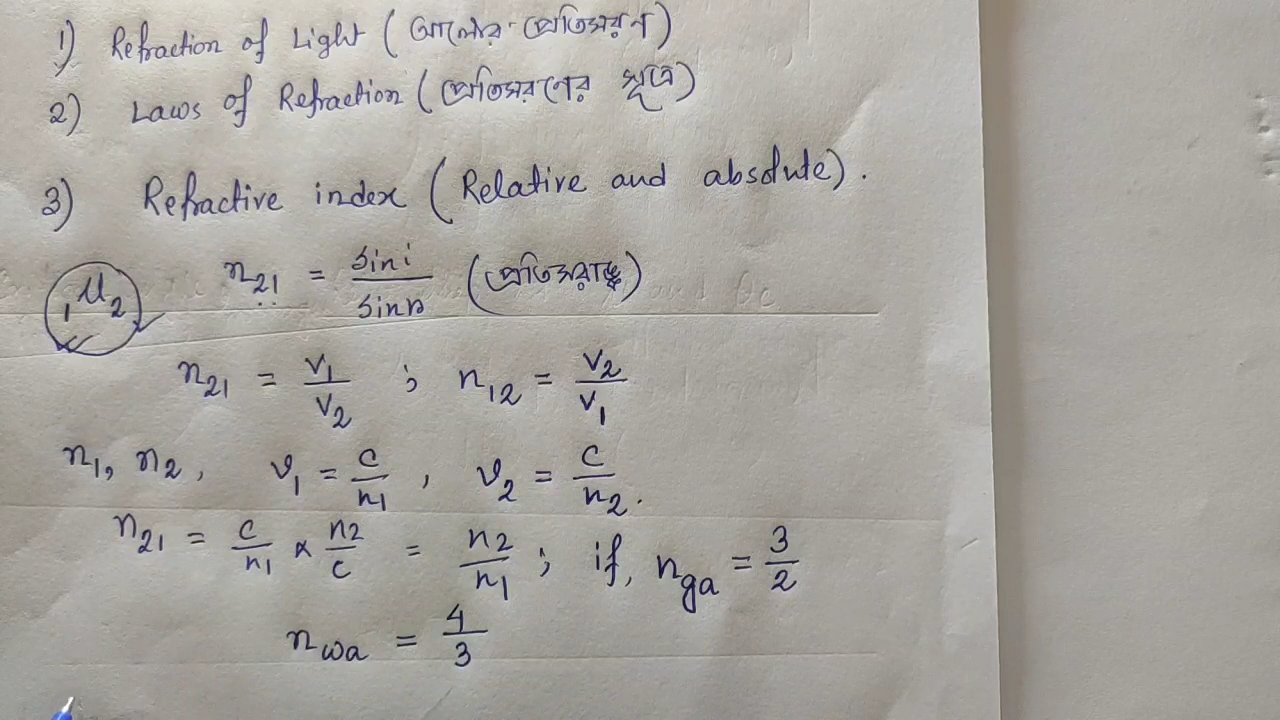 1) Refraction of Light (আলোর প্রতিসরণ)
2) Laws of Refraction (প্রতিসরণের সূত্র)
3) Refractive index (Relative and absolute).
₁μ₂ n₂₁ = sin i / sin r (প্রতিসরাঙ্ক)
n₂₁ = V₁/V₂ ; n₁₂ = V₂/V₁
n₁, n₂, v₁ = c/n₁ , v₂ = c/n₂.
n₂₁ = c/n₁ × n₂/c = n₂/n₁ ; if, n_ga = 3/2
n_wa = 4/3